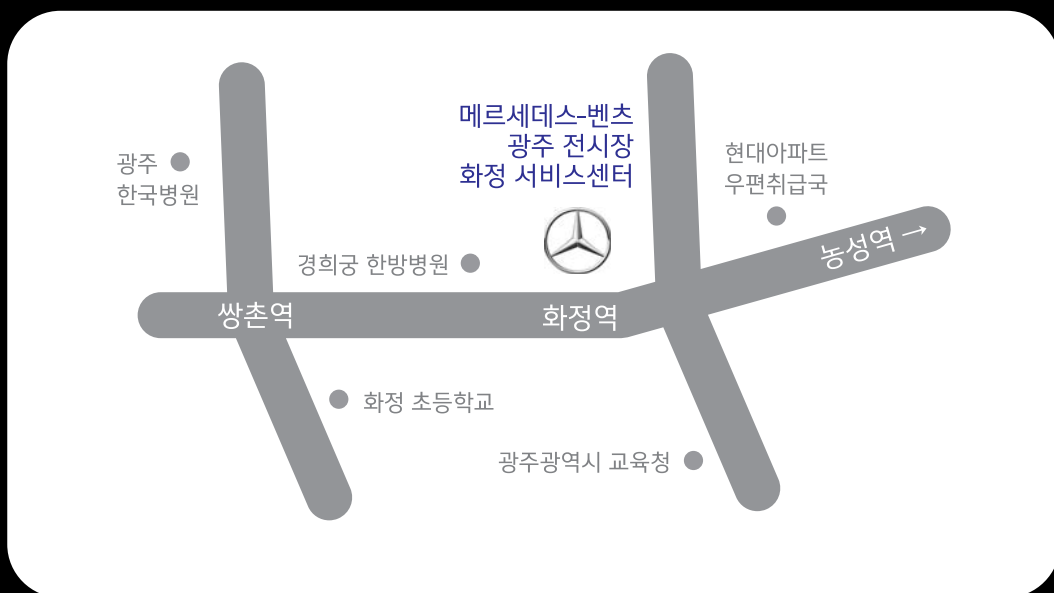 메르세데스-벤츠
광주 전시장
화정 서비스센터
현대아파트
우편취급국
광주
한국병원
농성역 →
경희궁 한방병원
쌍촌역
화정역
화정 초등학교
광주광역시 교육청